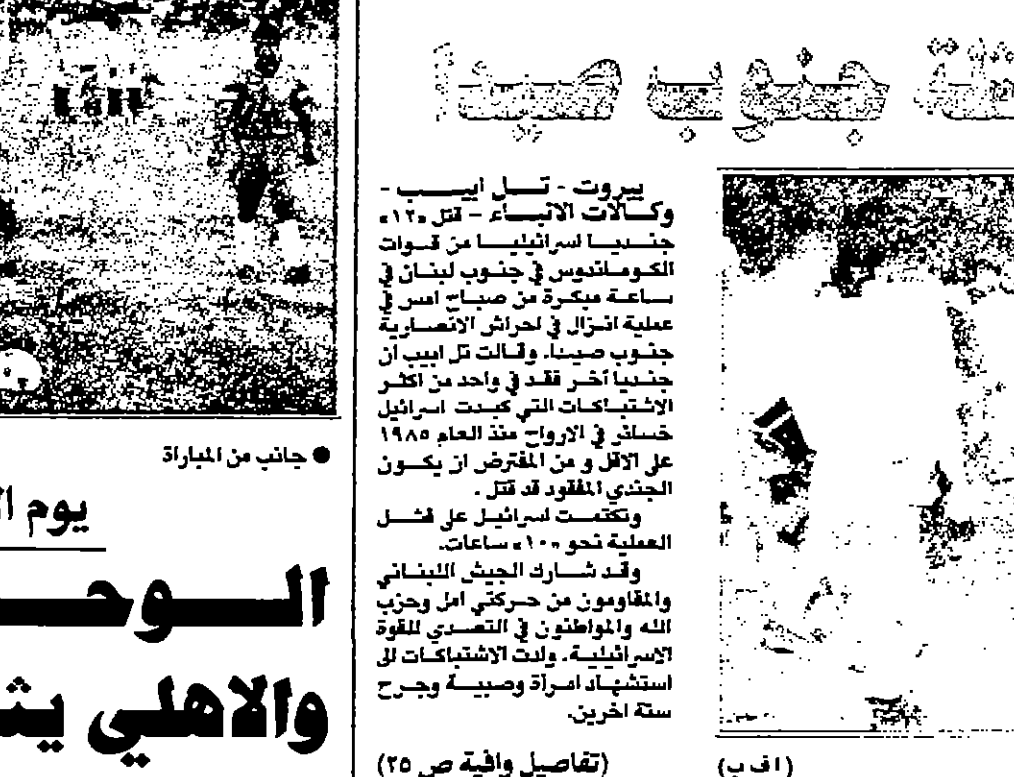 جنوب صيدا
بيروت - تل ابيب -
وكالات الانباء - قتل «١٢»
جنديا اسرائيليا من قوات
الكوماندوس في جنوب لبنان في
ساعة مبكرة من صباح امس في
عملية انزال في احراش الانصارية
جنوب صيدا. وقالت تل ابيب ان
جنديا آخر فقد في واحد من اكثر
الاشتباكات التي كبدت اسرائيل
خسائر في الارواح منذ العام ١٩٨٥
على الاقل و من المفترض ان يكون
الجندي المفقود قد قتل .
وتكتمت اسرائيل على فشل
العملية نحو «١٠» ساعات.
وقد شارك الجيش اللبناني
والمقاومون من حركتي امل وحزب
الله والمواطنون في التصدي للقوة
الاسرائيلية. وادت الاشتباكات الى
استشهاد امرأة وصبية وجرح
ستة اخرين.
(تفاصيل وافية ص ٢٥)
(اف ب)
● جانب من المباراة
يوم
الوحـ
والاهلي يثـ